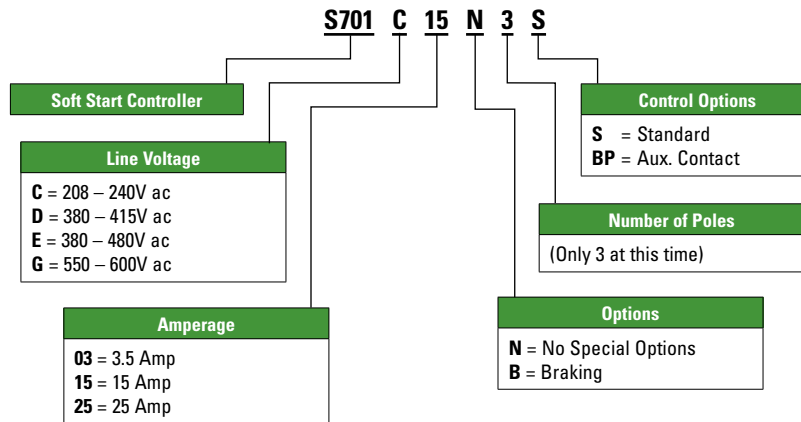 S701 C 15 N 3 S
Soft Start Controller
Line Voltage
C = 208 – 240V ac
D = 380 – 415V ac
E = 380 – 480V ac
G = 550 – 600V ac
Amperage
03 = 3.5 Amp
15 = 15 Amp
25 = 25 Amp
Control Options
S = Standard
BP = Aux. Contact
Number of Poles
(Only 3 at this time)
Options
N = No Special Options
B = Braking